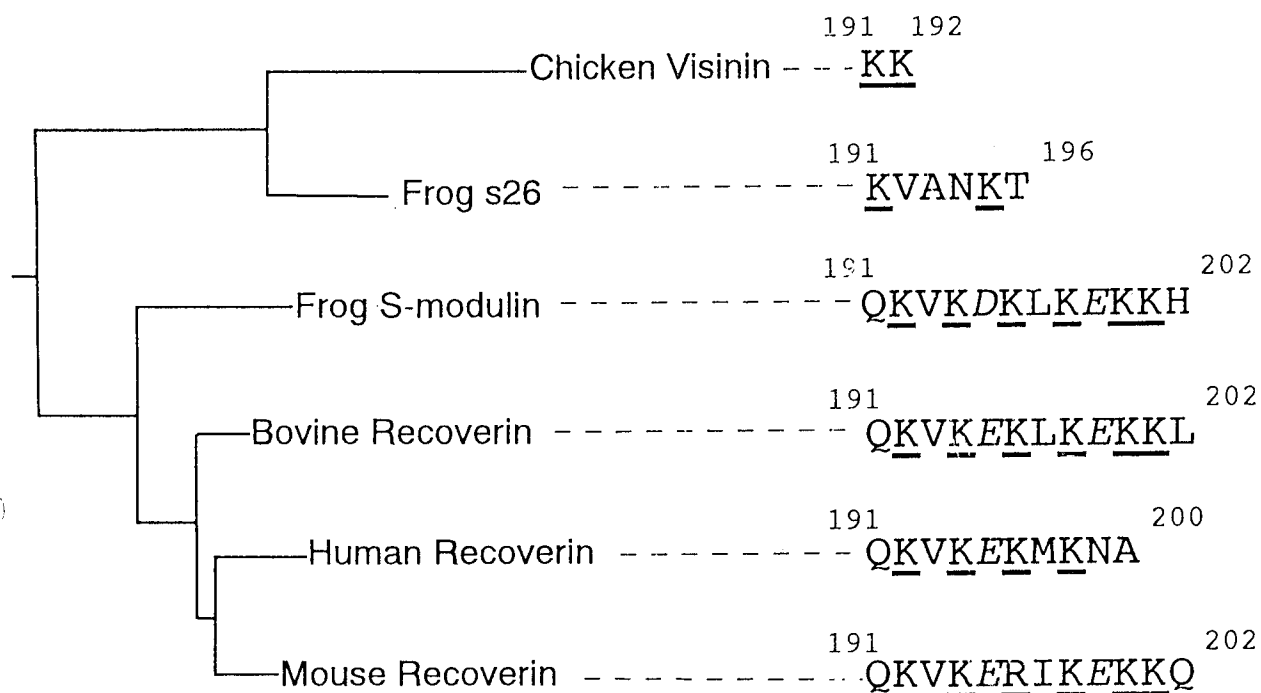 191 192
Chicken Visinin KK
191 196
Frog s26 KVANKT
191 202
Frog S-modulin QKVKDKLKEKKH
191 202
Bovine Recoverin QKVKEKLKEKKL
191 200
Human Recoverin QKVKEKMKNA
191 202
Mouse Recoverin QKVKERIKEKKQ